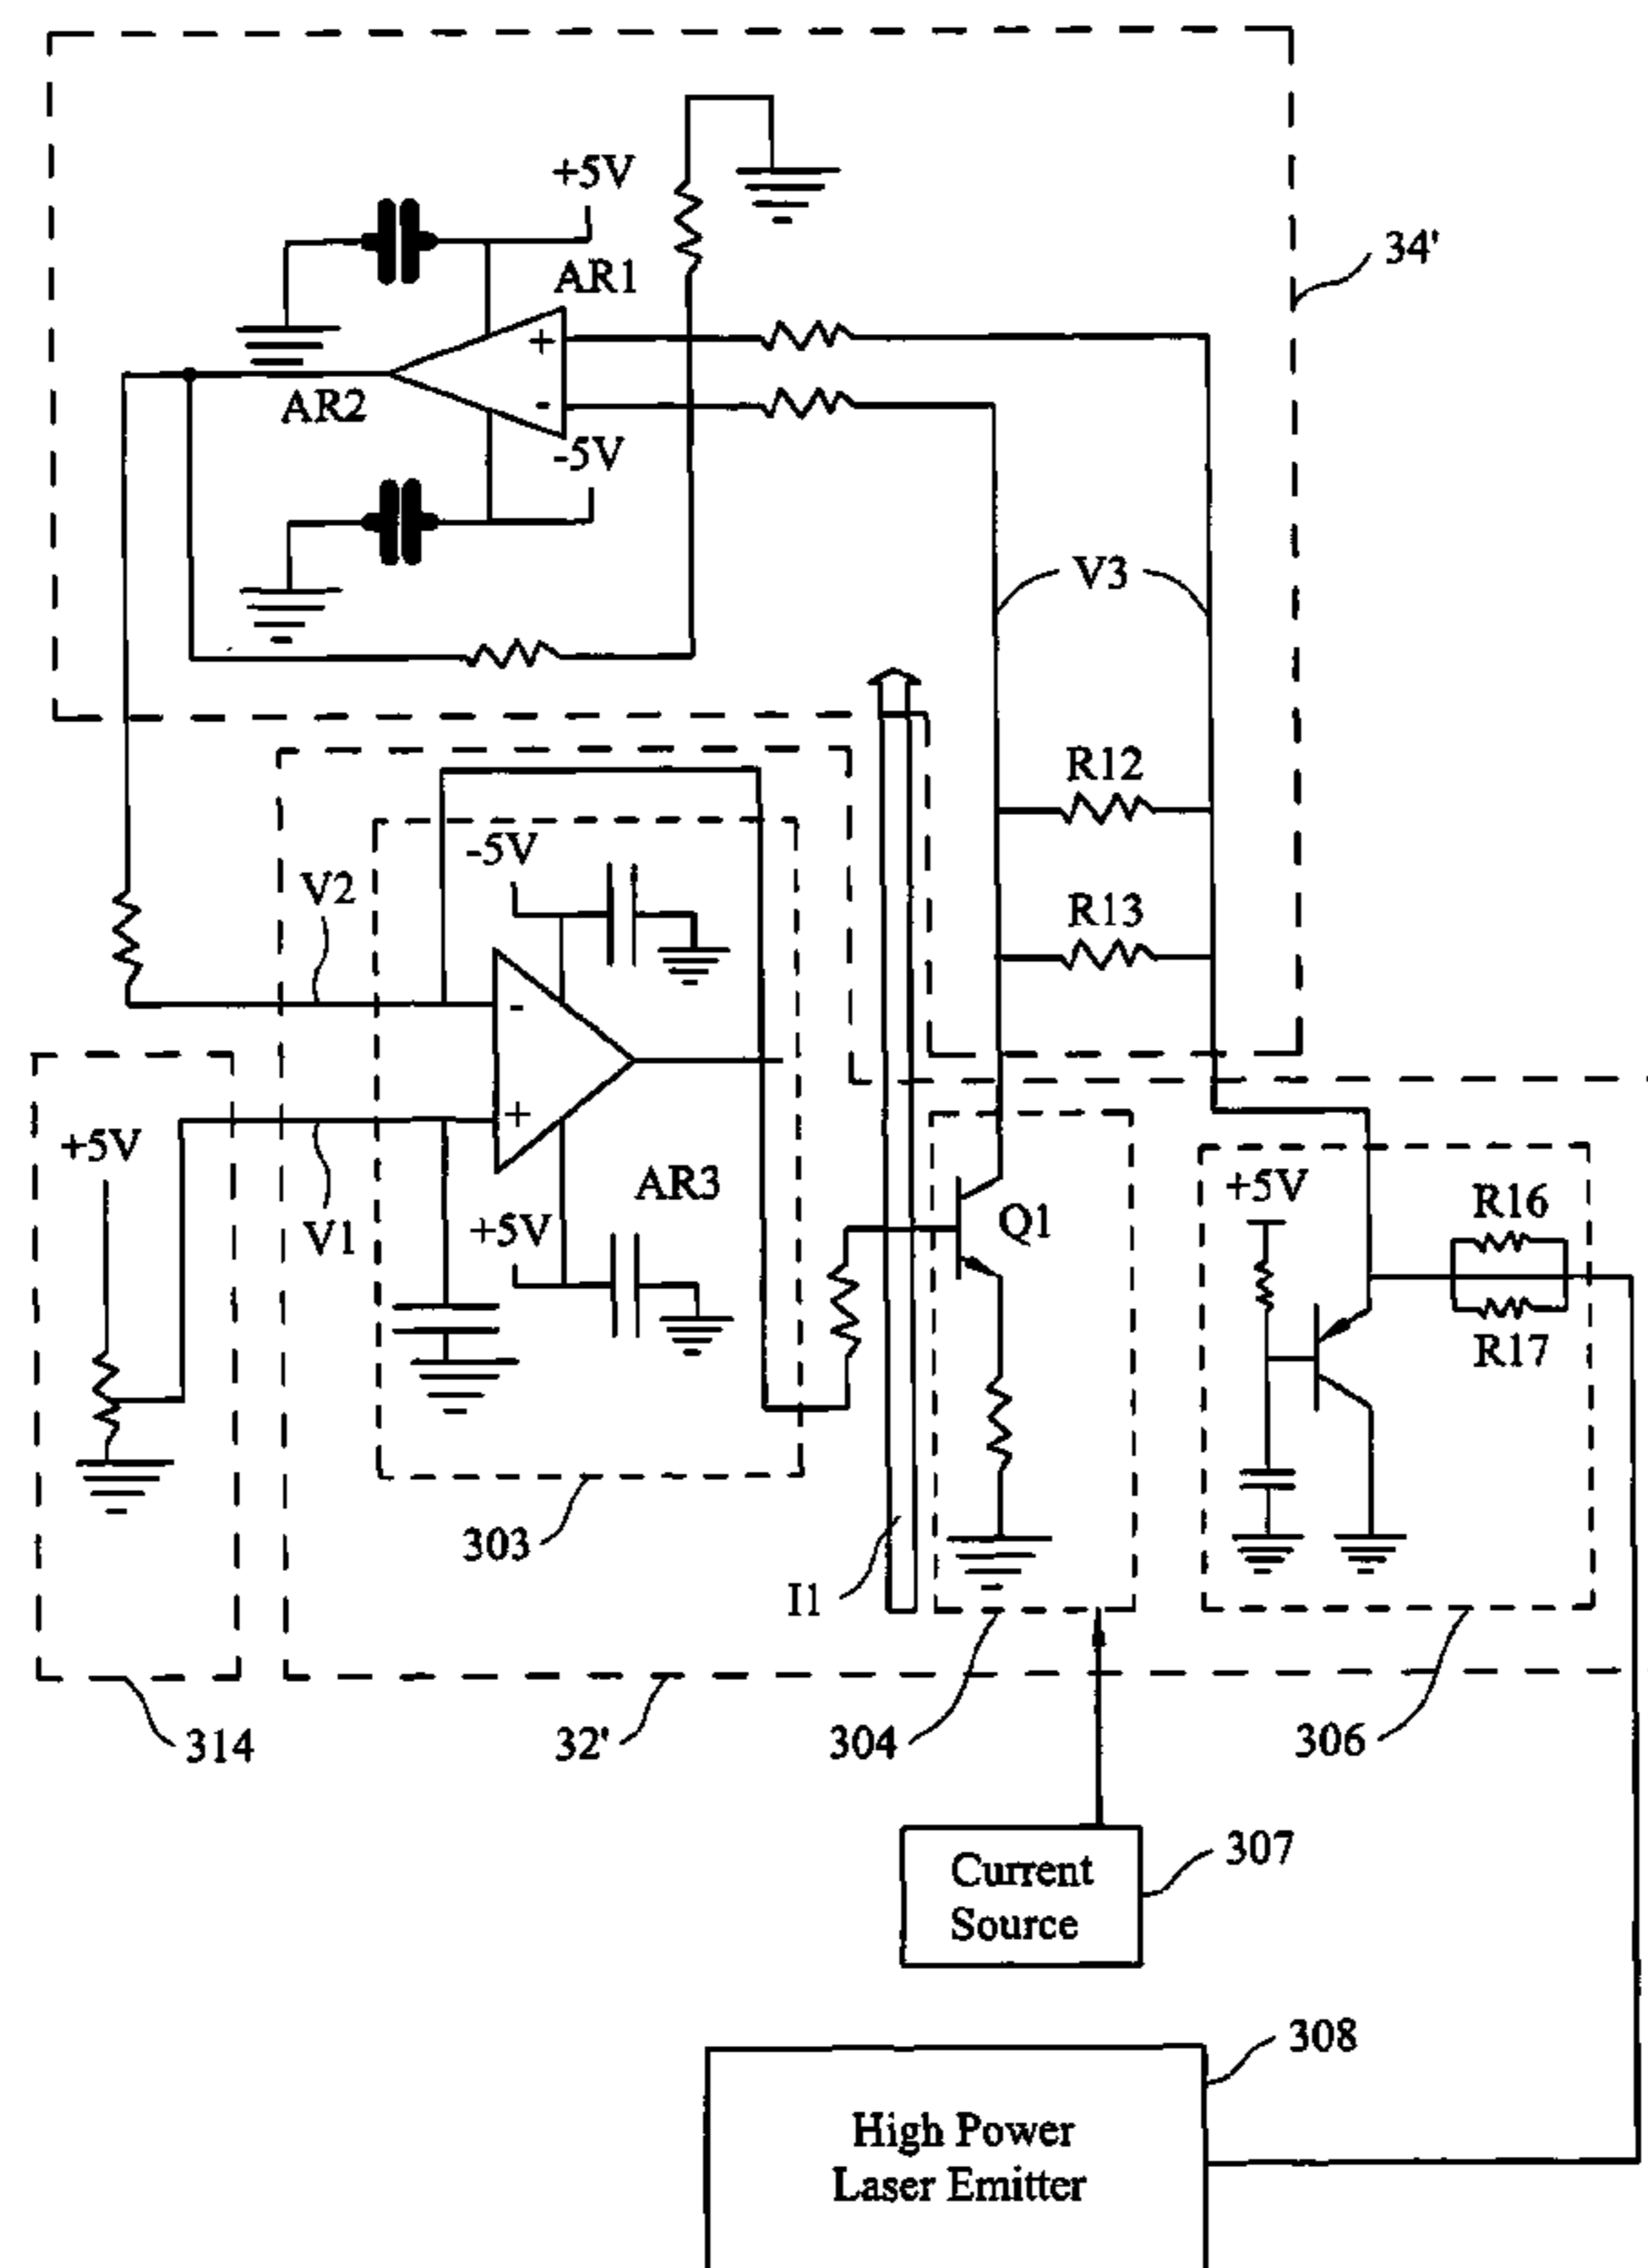 +5V
34'
AR1
+
AR2
-
-5V
V3
R12
-5V
V2
R13
-
+
+5V
AR3
+5V
R16
V1
+5V
Q1
R17
303
I1
314
32'
304
306
307
Current
Source
308
High Power
Laser Emitter